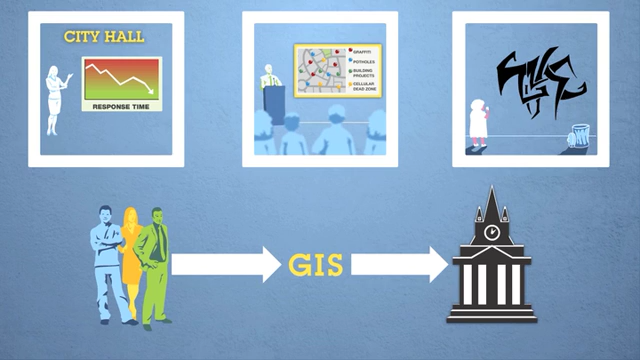 CITY HALL
RESPONSE TIME
GRAFFITI
POTHOLES
BUILDING
PROJECTS
CELLULAR
DEAD ZONE
GIS